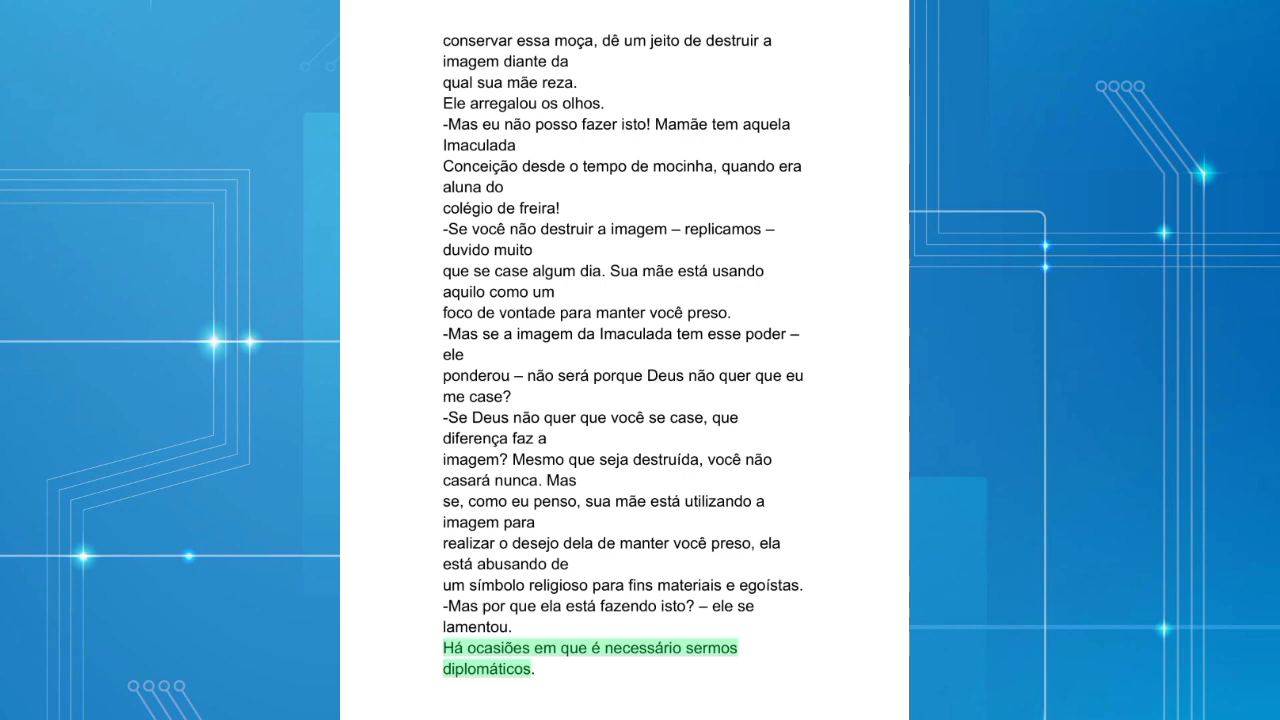 conservar essa moça, dê um jeito de destruir a
imagem diante da
qual sua mãe reza.
Ele arregalou os olhos.
-Mas eu não posso fazer isto! Mamãe tem aquela
Imaculada
Conceição desde o tempo de mocinha, quando era
aluna do
colégio de freira!
-Se você não destruir a imagem – replicamos –
duvido muito
que se case algum dia. Sua mãe está usando
aquilo como um
foco de vontade para manter você preso.
-Mas se a imagem da Imaculada tem esse poder –
ele
ponderou – não será porque Deus não quer que eu
me case?
-Se Deus não quer que você se case, que
diferença faz a
imagem? Mesmo que seja destruída, você não
casará nunca. Mas
se, como eu penso, sua mãe está utilizando a
imagem para
realizar o desejo dela de manter você preso, ela
está abusando de
um símbolo religioso para fins materiais e egoístas.
-Mas por que ela está fazendo isto? – ele se
lamentou.
Há ocasiões em que é necessário sermos
diplomáticos.